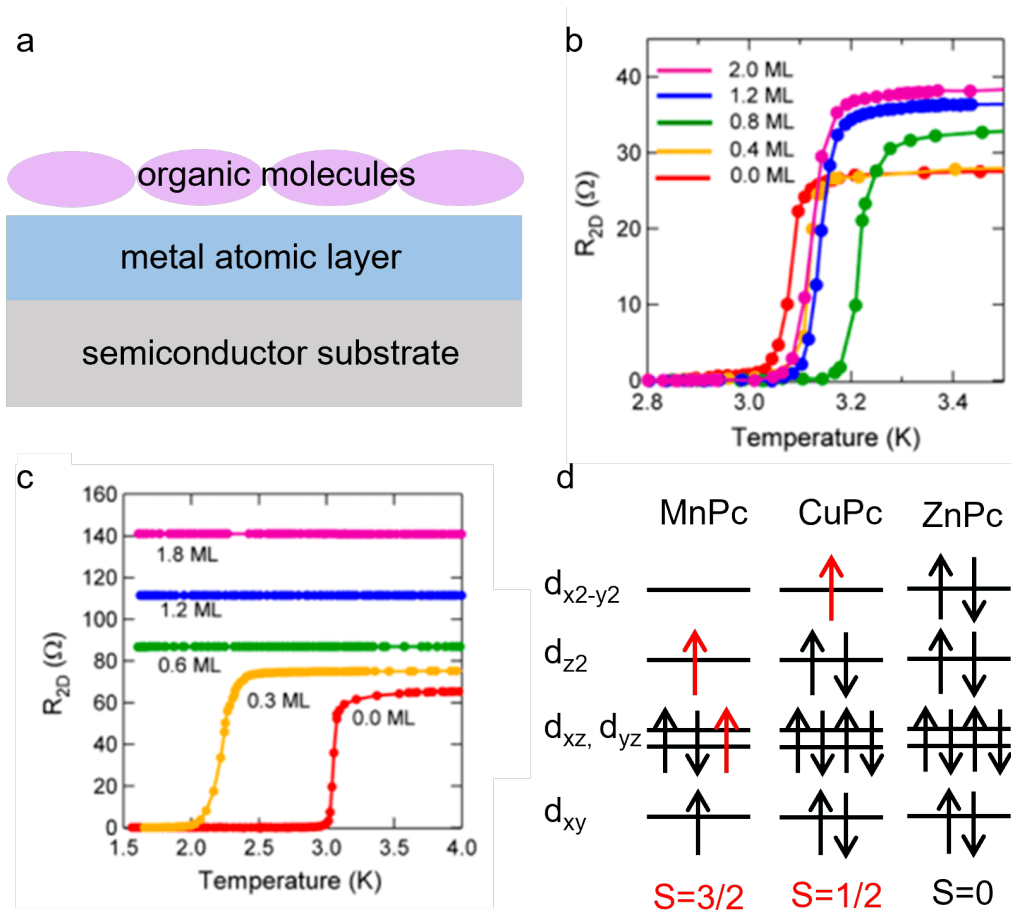 a
organic molecules
metal atomic layer
semiconductor substrate
b
2.0 ML
1.2 ML
0.8 ML
0.4 ML
0.0 ML
R2D (Ω)
40
30
20
10
0
2.8 3.0 3.2 3.4
Temperature (K)
c
R2D (Ω)
160
140
120
100
80
60
40
20
0
1.8 ML
1.2 ML
0.6 ML
0.3 ML
0.0 ML
1.5 2.0 2.5 3.0 3.5 4.0
Temperature (K)
d
MnPc CuPc ZnPc
dx2-y2
dz2
dxz, dyz
dxy
S=3/2 S=1/2 S=0